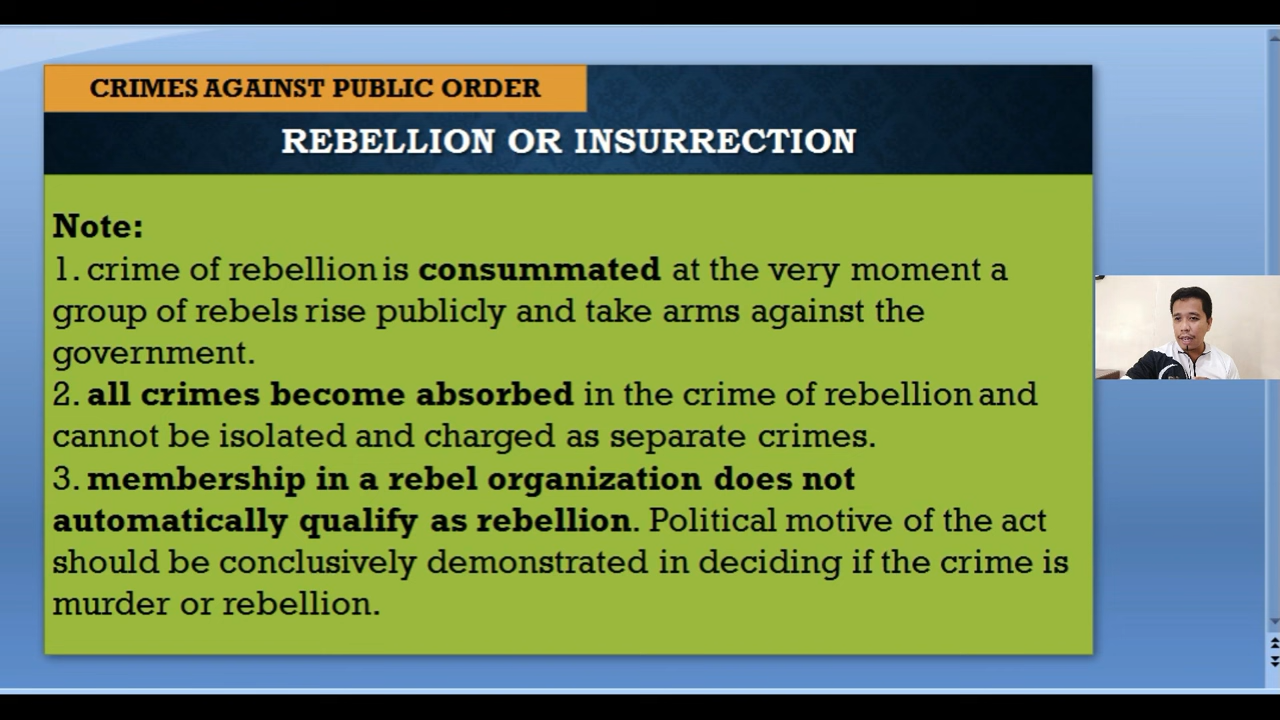 CRIMES AGAINST PUBLIC ORDER
REBELLION OR INSURRECTION
Note:
1. crime of rebellion is consummated at the very moment a
group of rebels rise publicly and take arms against the
government.
2. all crimes become absorbed in the crime of rebellion and
cannot be isolated and charged as separate crimes.
3. membership in a rebel organization does not
automatically qualify as rebellion. Political motive of the act
should be conclusively demonstrated in deciding if the crime is
murder or rebellion.